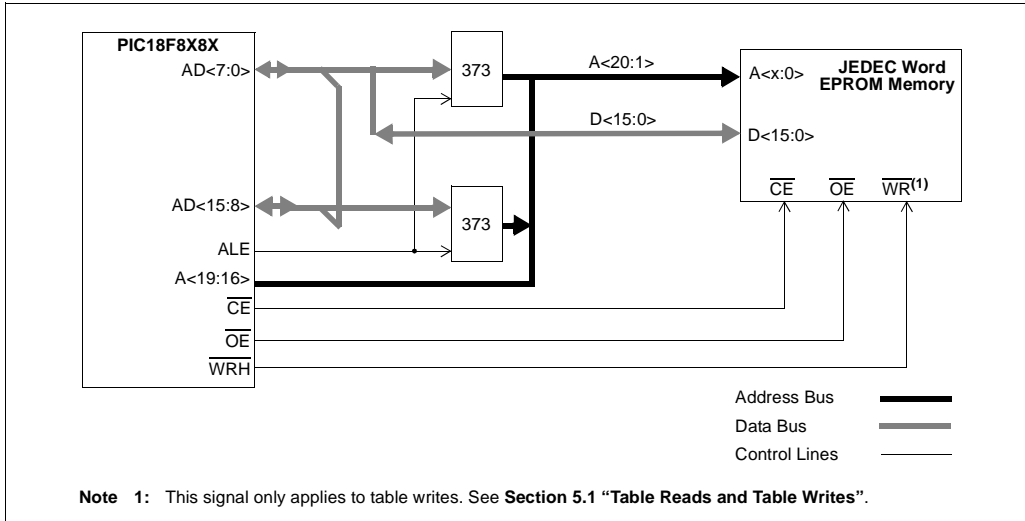 PIC18F8X8X
AD<7:0>
373
A<20:1>
A<x:0>
JEDEC Word
EPROM Memory
D<15:0>
D<15:0>
CE
OE
WR(1)
AD<15:8>
373
ALE
A<19:16>
CE
OE
WRH
Address Bus
Data Bus
Control Lines
Note 1: This signal only applies to table writes. See Section 5.1 “Table Reads and Table Writes”.